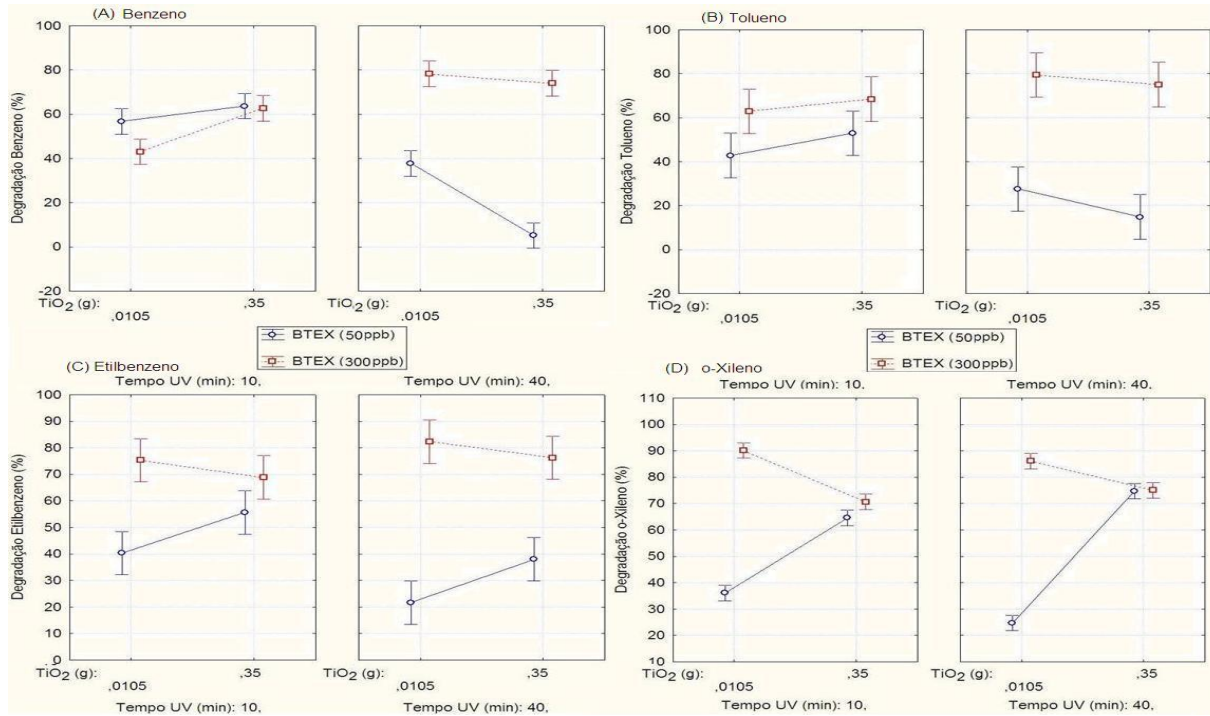 (A) Benzeno
Degradação Benzeno (%)
100
80
60
40
20
0
-20
TiO2 (g):
,0105
,35
TiO2 (g):
,0105
,35
(B) Tolueno
Degradação Tolueno (%)
100
80
60
40
20
0
-20
TiO2 (g):
,0105
,35
TiO2 (g):
,0105
,35
BTEX (50ppb)
BTEX (300ppb)
Tempo UV (min): 10,
Tempo UV (min): 40,
BTEX (50ppb)
BTEX (300ppb)
Tempo UV (min): 10,
Tempo UV (min): 40,
(C) Etilbenzeno
Degradação Etilbenzeno (%)
100
90
80
70
60
50
40
30
20
10
0
TiO2 (g):
,0105
,35
Tempo UV (min): 10,
TiO2 (g):
,0105
,35
Tempo UV (min): 40,
(D) o-Xileno
Degradação o-Xileno (%)
110
100
90
80
70
60
50
40
30
20
10
TiO2 (g):
,0105
,35
Tempo UV (min): 10,
TiO2 (g):
,0105
,35
Tempo UV (min): 40,